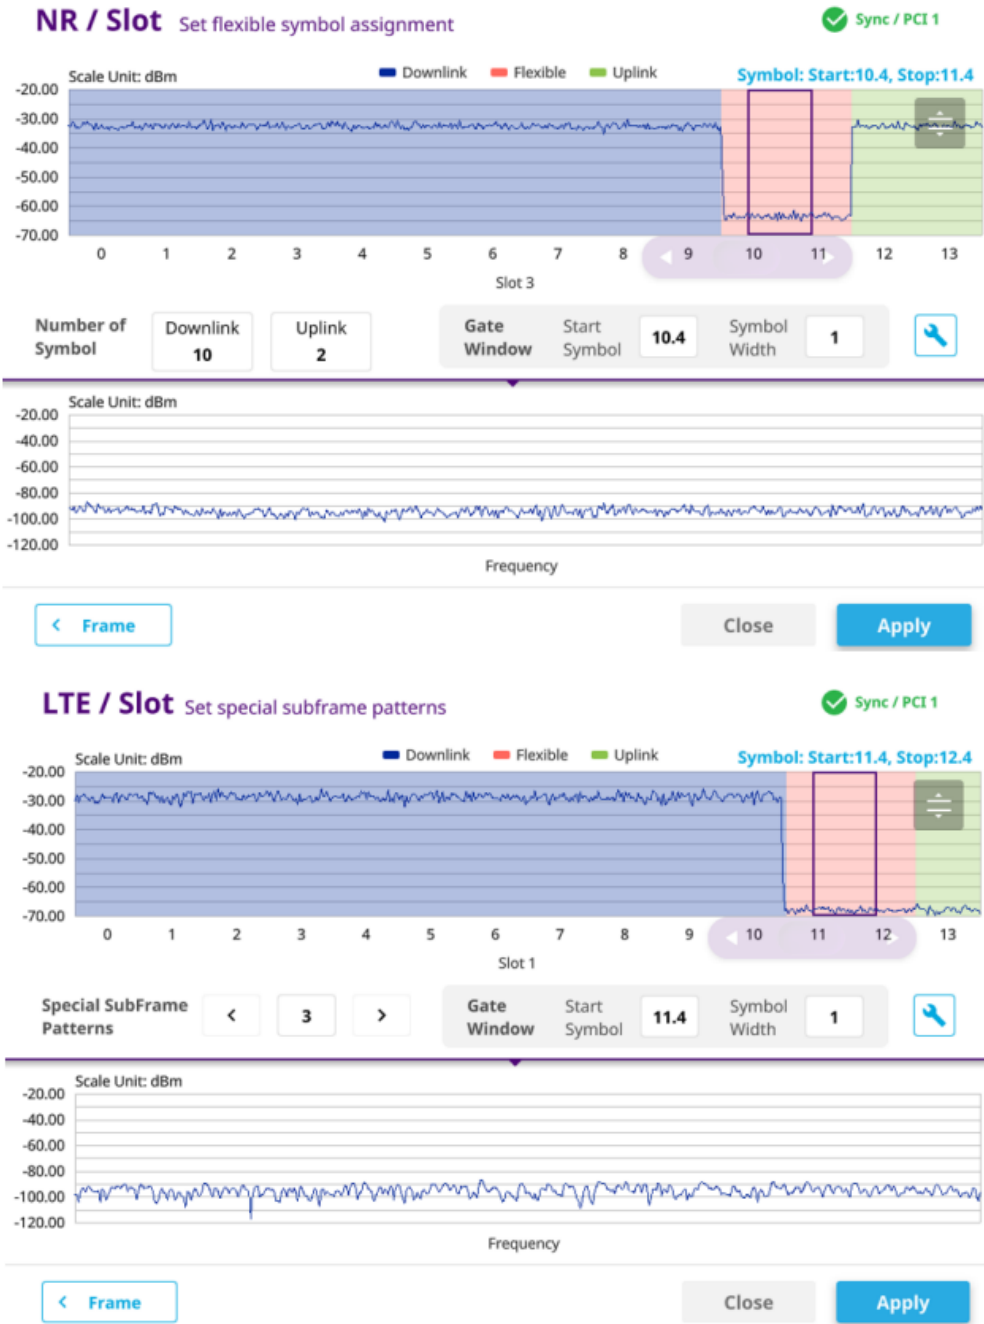 NR / Slot Set flexible symbol assignment
Sync / PCI 1
Scale Unit: dBm
Downlink Flexible Uplink
Symbol: Start:10.4, Stop:11.4
-20.00
-30.00
-40.00
-50.00
-60.00
-70.00
0 1 2 3 4 5 6 7 8 9 10 11 12 13
Slot 3
Number of Symbol
Downlink
10
Uplink
2
Gate Window
Start Symbol
10.4
Symbol Width
1
Scale Unit: dBm
-20.00
-40.00
-60.00
-80.00
-100.00
-120.00
Frequency
< Frame
Close
Apply
LTE / Slot Set special subframe patterns
Sync / PCI 1
Scale Unit: dBm
Downlink Flexible Uplink
Symbol: Start:11.4, Stop:12.4
-20.00
-30.00
-40.00
-50.00
-60.00
-70.00
0 1 2 3 4 5 6 7 8 9 10 11 12 13
Slot 1
Special SubFrame Patterns
< 3 >
Gate Window
Start Symbol
11.4
Symbol Width
1
Scale Unit: dBm
-20.00
-40.00
-60.00
-80.00
-100.00
-120.00
Frequency
< Frame
Close
Apply